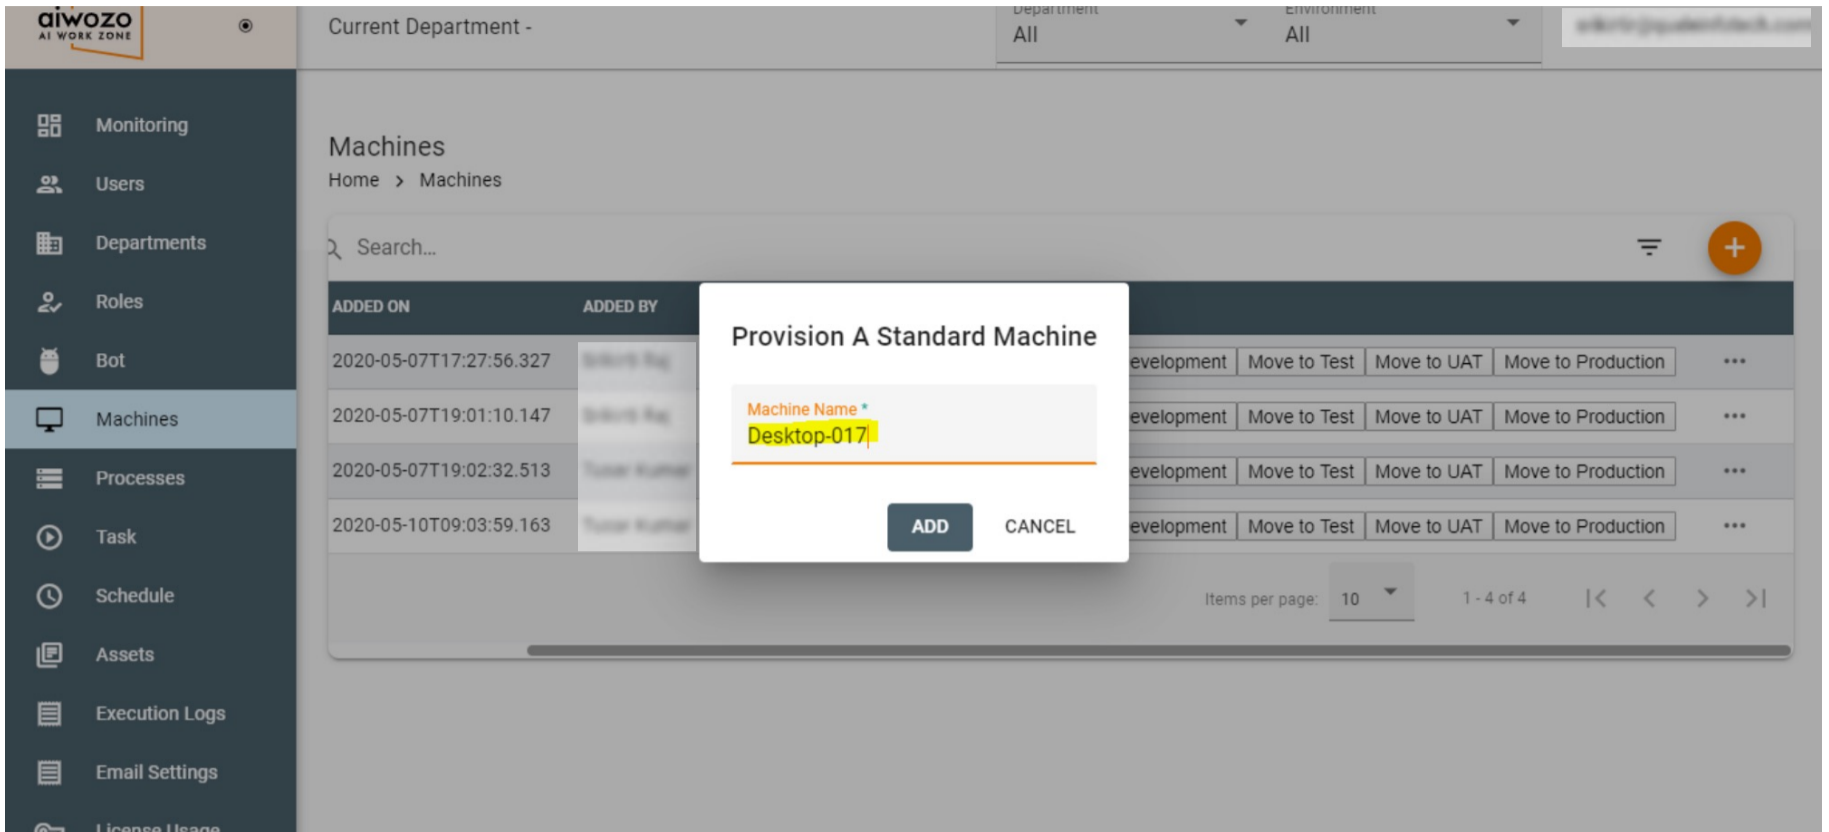 aiwozo
AI WORK ZONE
Current Department -
Department
All
Environment
All
Monitoring
Users
Departments
Roles
Bot
Machines
Processes
Task
Schedule
Assets
Execution Logs
Email Settings
License Usage
Machines
Home > Machines
Search...
+
ADDED ON ADDED BY
2020-05-07T17:27:56.327 evelopment Move to Test Move to UAT Move to Production ...
2020-05-07T19:01:10.147 evelopment Move to Test Move to UAT Move to Production ...
2020-05-07T19:02:32.513 evelopment Move to Test Move to UAT Move to Production ...
2020-05-10T09:03:59.163 evelopment Move to Test Move to UAT Move to Production ...
Provision A Standard Machine
Machine Name *
Desktop-017
ADD CANCEL
Items per page: 10 1 - 4 of 4 |< < > >|